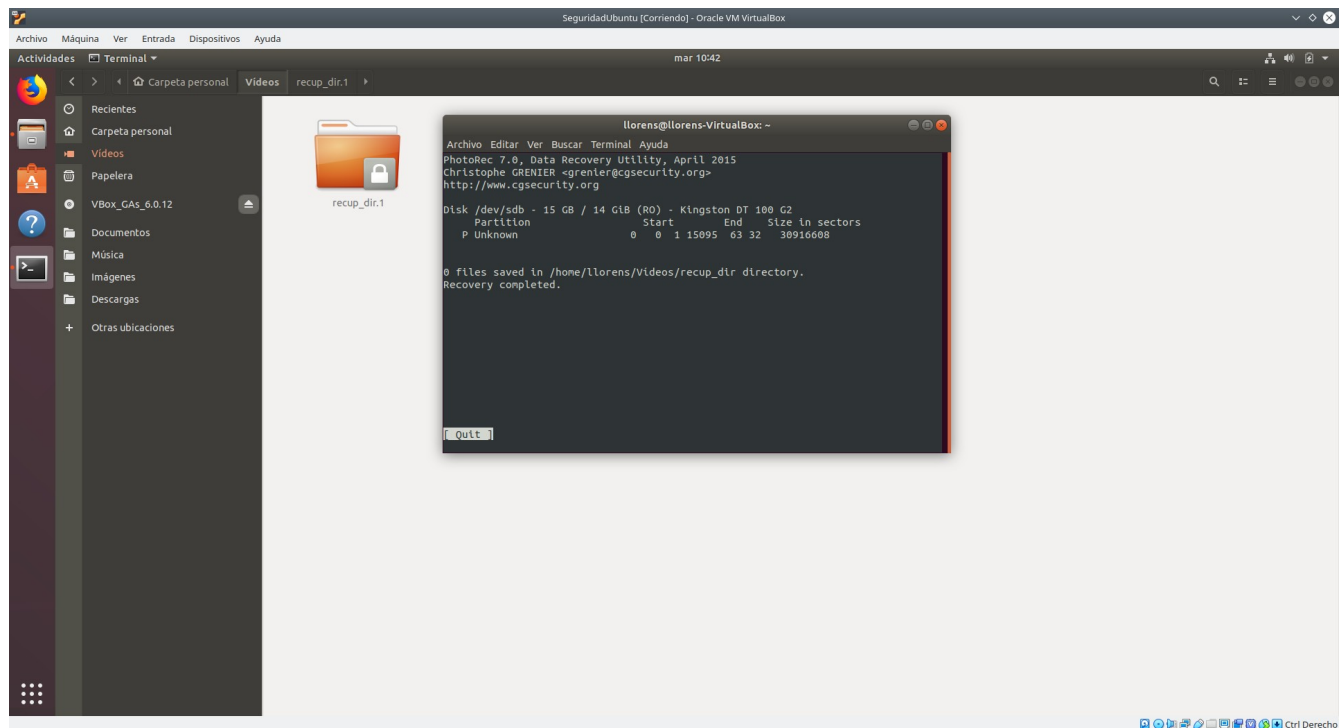 SeguridadUbuntu [Corriendo] - Oracle VM VirtualBox
Archivo Máquina Ver Entrada Dispositivos Ayuda
Actividades Terminal mar 10:42
Carpeta personal Vídeos recup_dir.1
Recientes
Carpeta personal
Vídeos
Papelera
VBox_GAs_6.0.12
Documentos
Música
Imágenes
Descargas
+ Otras ubicaciones
recup_dir.1
llorens@llorens-VirtualBox: ~
Archivo Editar Ver Buscar Terminal Ayuda
PhotoRec 7.0, Data Recovery Utility, April 2015
Christophe GRENIER <grenier@cgsecurity.org>
http://www.cgsecurity.org
Disk /dev/sdb - 15 GB / 14 GiB (RO) - Kingston DT 100 G2
Partition Start End Size in sectors
P Unknown 0 0 1 15095 63 32 30916608
0 files saved in /home/llorens/Vídeos/recup_dir directory.
Recovery completed.
[ Quit ]
Ctrl Derecho